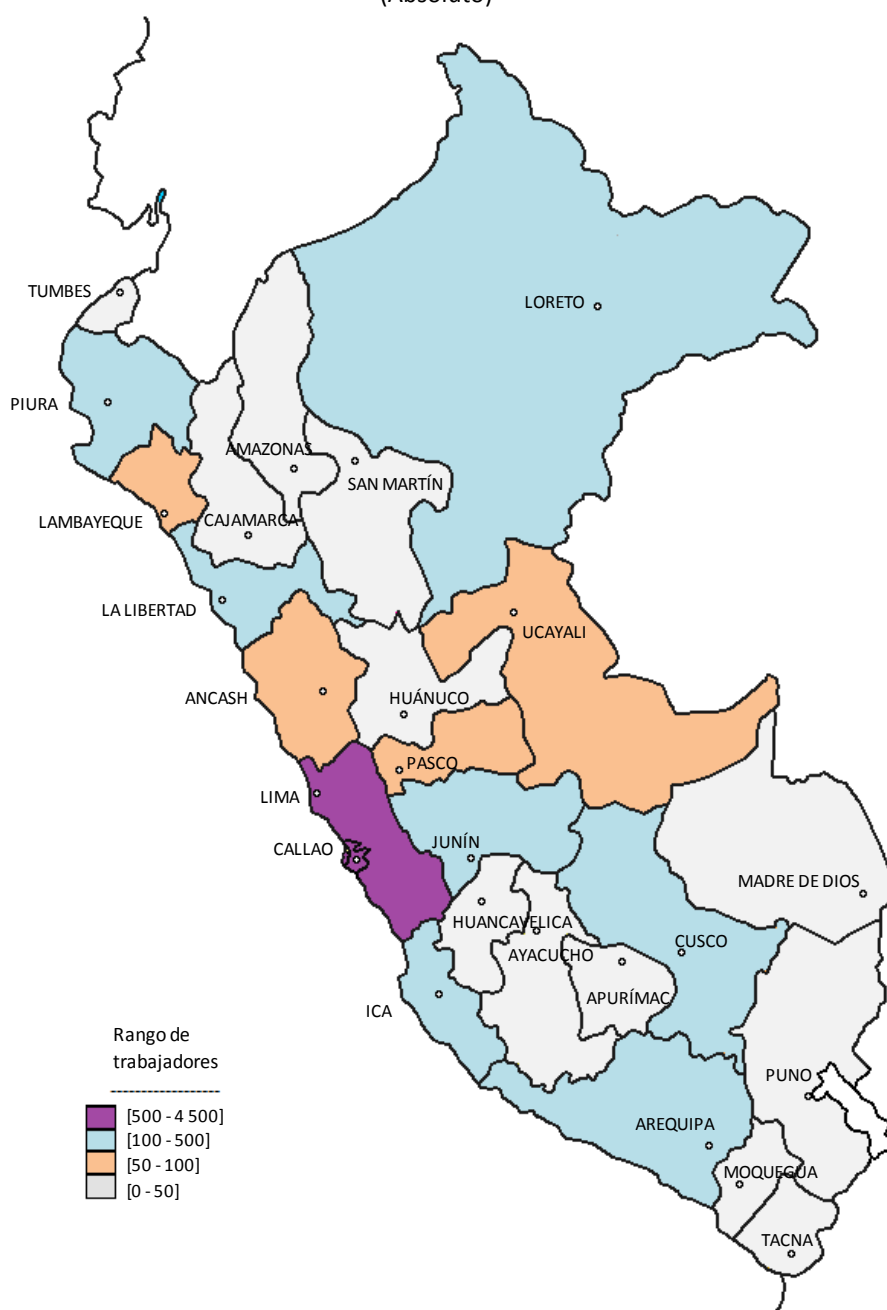 (Absoluto)
TUMBES
LORETO
PIURA
AMAZONAS
SAN MARTÍN
LAMBAYEQUE
CAJAMARCA
LA LIBERTAD
UCAYALI
ANCASH
HUÁNUCO
PASCO
LIMA
JUNÍN
CALLAO
MADRE DE DIOS
HUANCAVELICA
CUSCO
AYACUCHO
APURÍMAC
ICA
Rango de
trabajadores
--------------------
PUNO
[500 - 4 500]
[100 - 500]
AREQUIPA
[50 - 100]
MOQUEGUA
[0 - 50]
TACNA